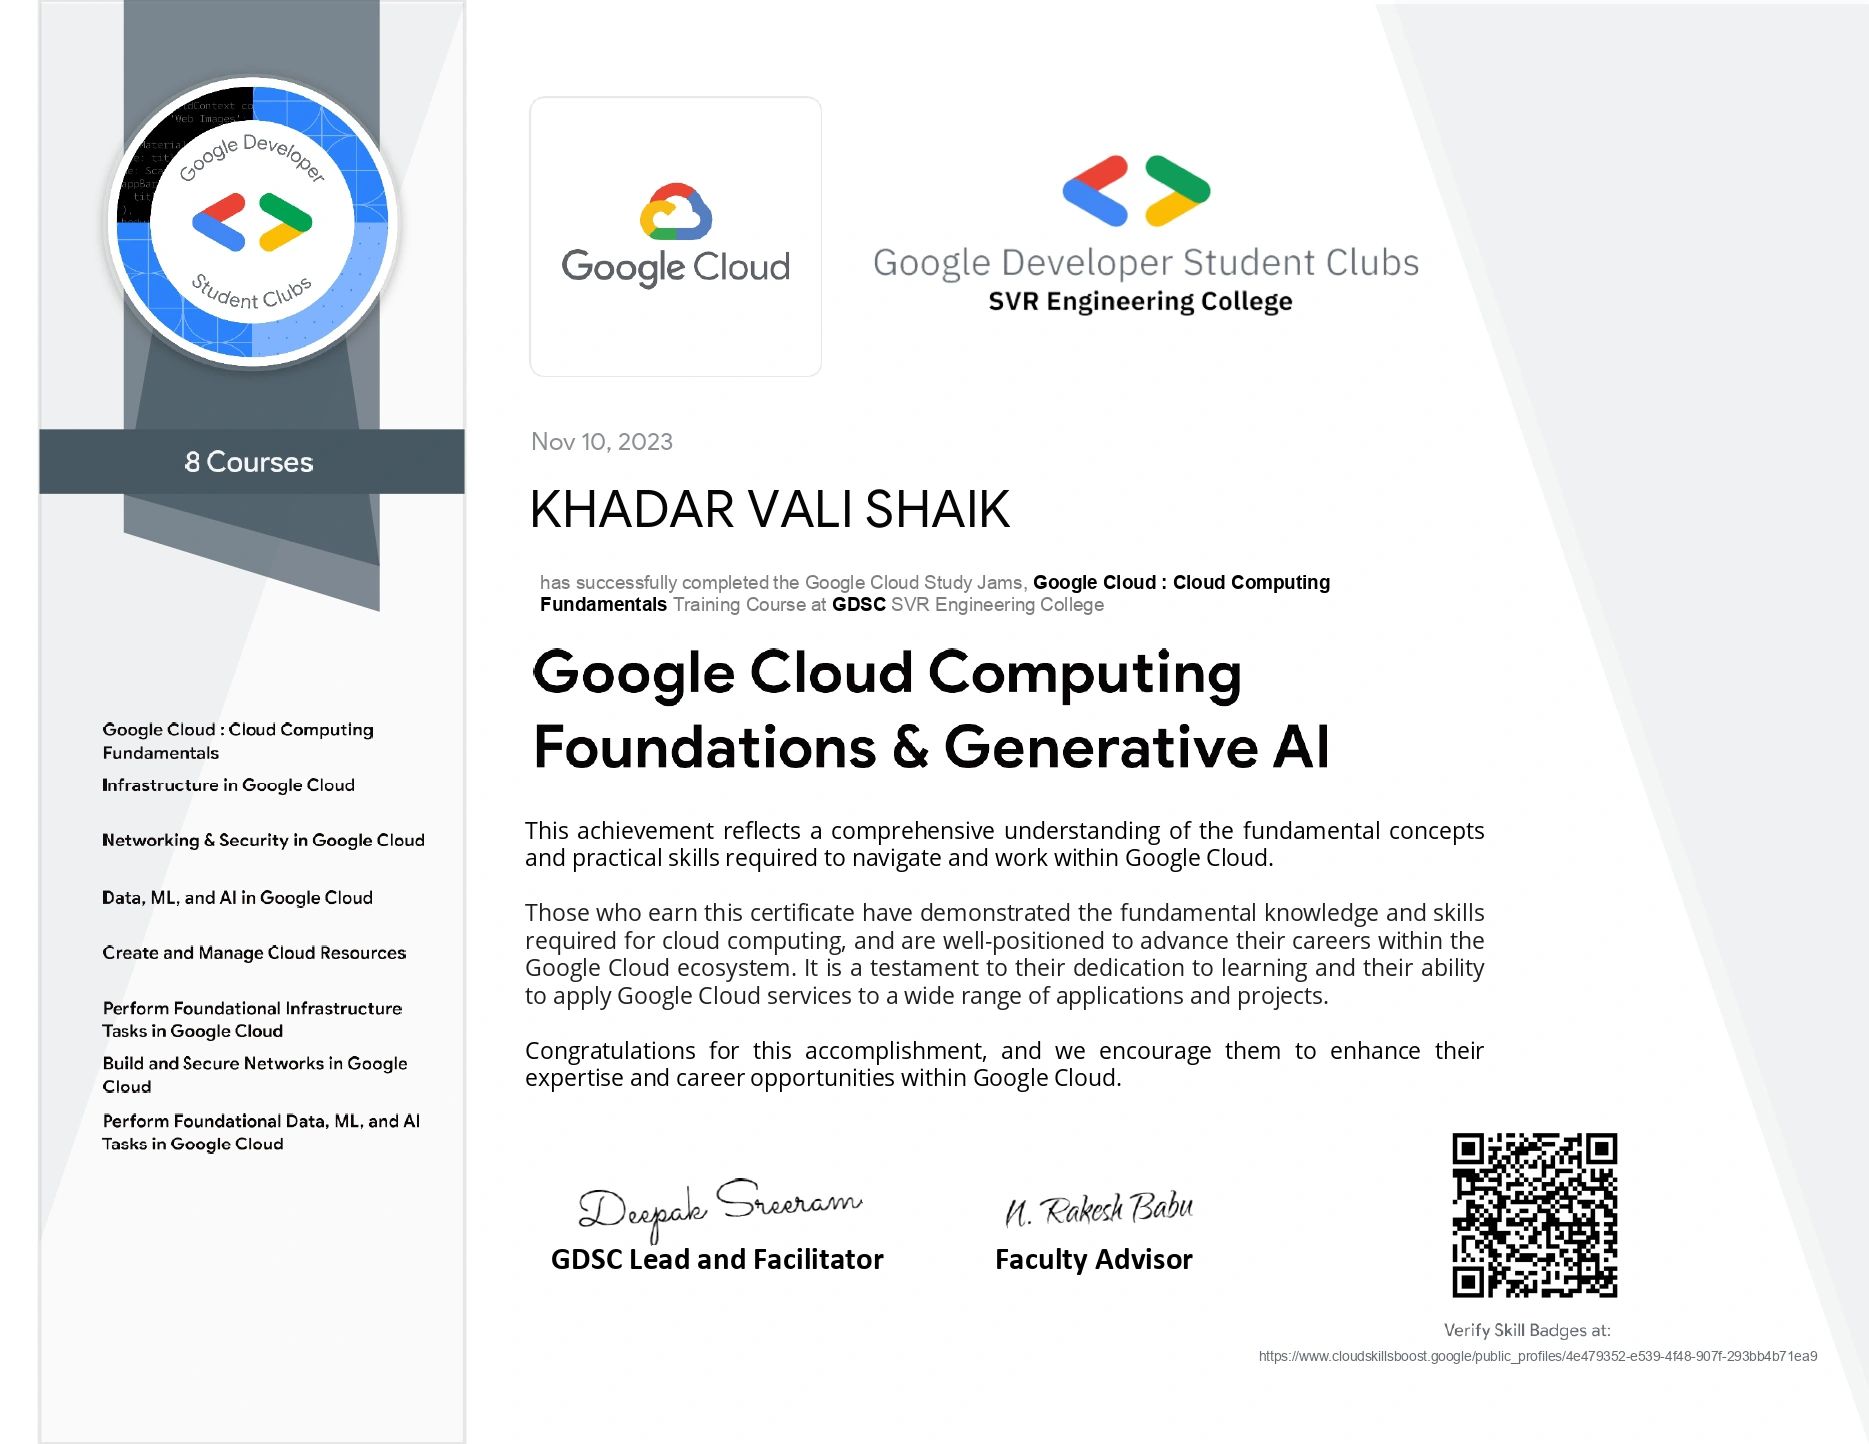 ldContext co
'Web Images'
Google Developer
Student Clubs
8 Courses
Google Cloud : Cloud Computing
Fundamentals
Infrastructure in Google Cloud
Networking & Security in Google Cloud
Data, ML, and AI in Google Cloud
Create and Manage Cloud Resources
Perform Foundational Infrastructure
Tasks in Google Cloud
Build and Secure Networks in Google
Cloud
Perform Foundational Data, ML, and AI
Tasks in Google Cloud
Google Cloud
Google Developer Student Clubs
SVR Engineering College
Nov 10, 2023
KHADAR VALI SHAIK
has successfully completed the Google Cloud Study Jams, Google Cloud : Cloud Computing
Fundamentals Training Course at GDSC SVR Engineering College
Google Cloud Computing
Foundations & Generative AI
This achievement reflects a comprehensive understanding of the fundamental concepts
and practical skills required to navigate and work within Google Cloud.
Those who earn this certificate have demonstrated the fundamental knowledge and skills
required for cloud computing, and are well-positioned to advance their careers within the
Google Cloud ecosystem. It is a testament to their dedication to learning and their ability
to apply Google Cloud services to a wide range of applications and projects.
Congratulations for this accomplishment, and we encourage them to enhance their
expertise and career opportunities within Google Cloud.
Deepak Sreeram
GDSC Lead and Facilitator
N. Rakesh Babu
Faculty Advisor
Verify Skill Badges at:
https://www.cloudskillsboost.google/public_profiles/4e479352-e539-4f48-907f-293bb4b71ea9